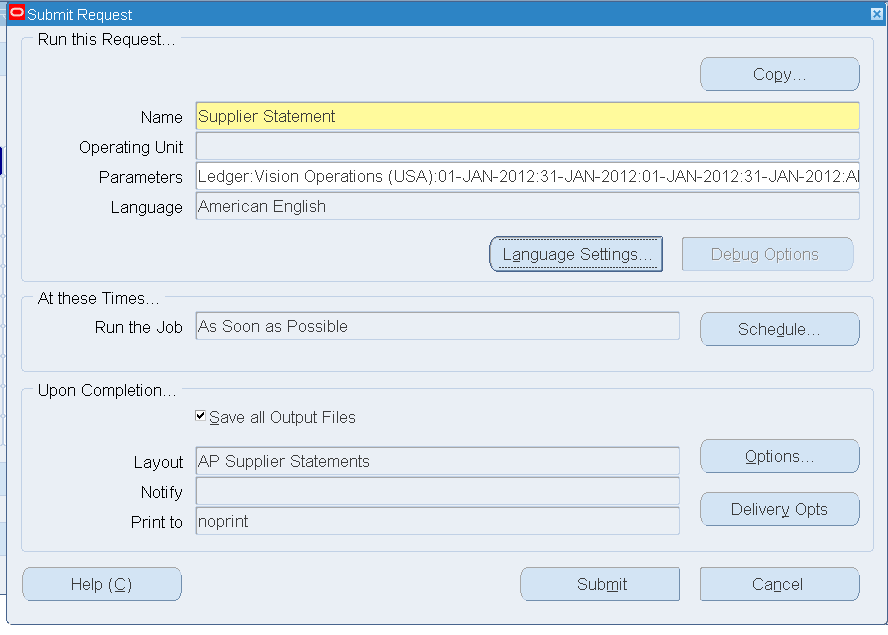 Submit Request
Run this Request...
Copy...
Name Supplier Statement
Operating Unit
Parameters Ledger:Vision Operations (USA):01-JAN-2012:31-JAN-2012:01-JAN-2012:31-JAN-2012:Al
Language American English
Language Settings... Debug Options
At these Times...
Run the Job As Soon as Possible Schedule...
Upon Completion...
Save all Output Files
Layout AP Supplier Statements Options...
Notify
Print to noprint Delivery Opts
Help (C) Submit Cancel